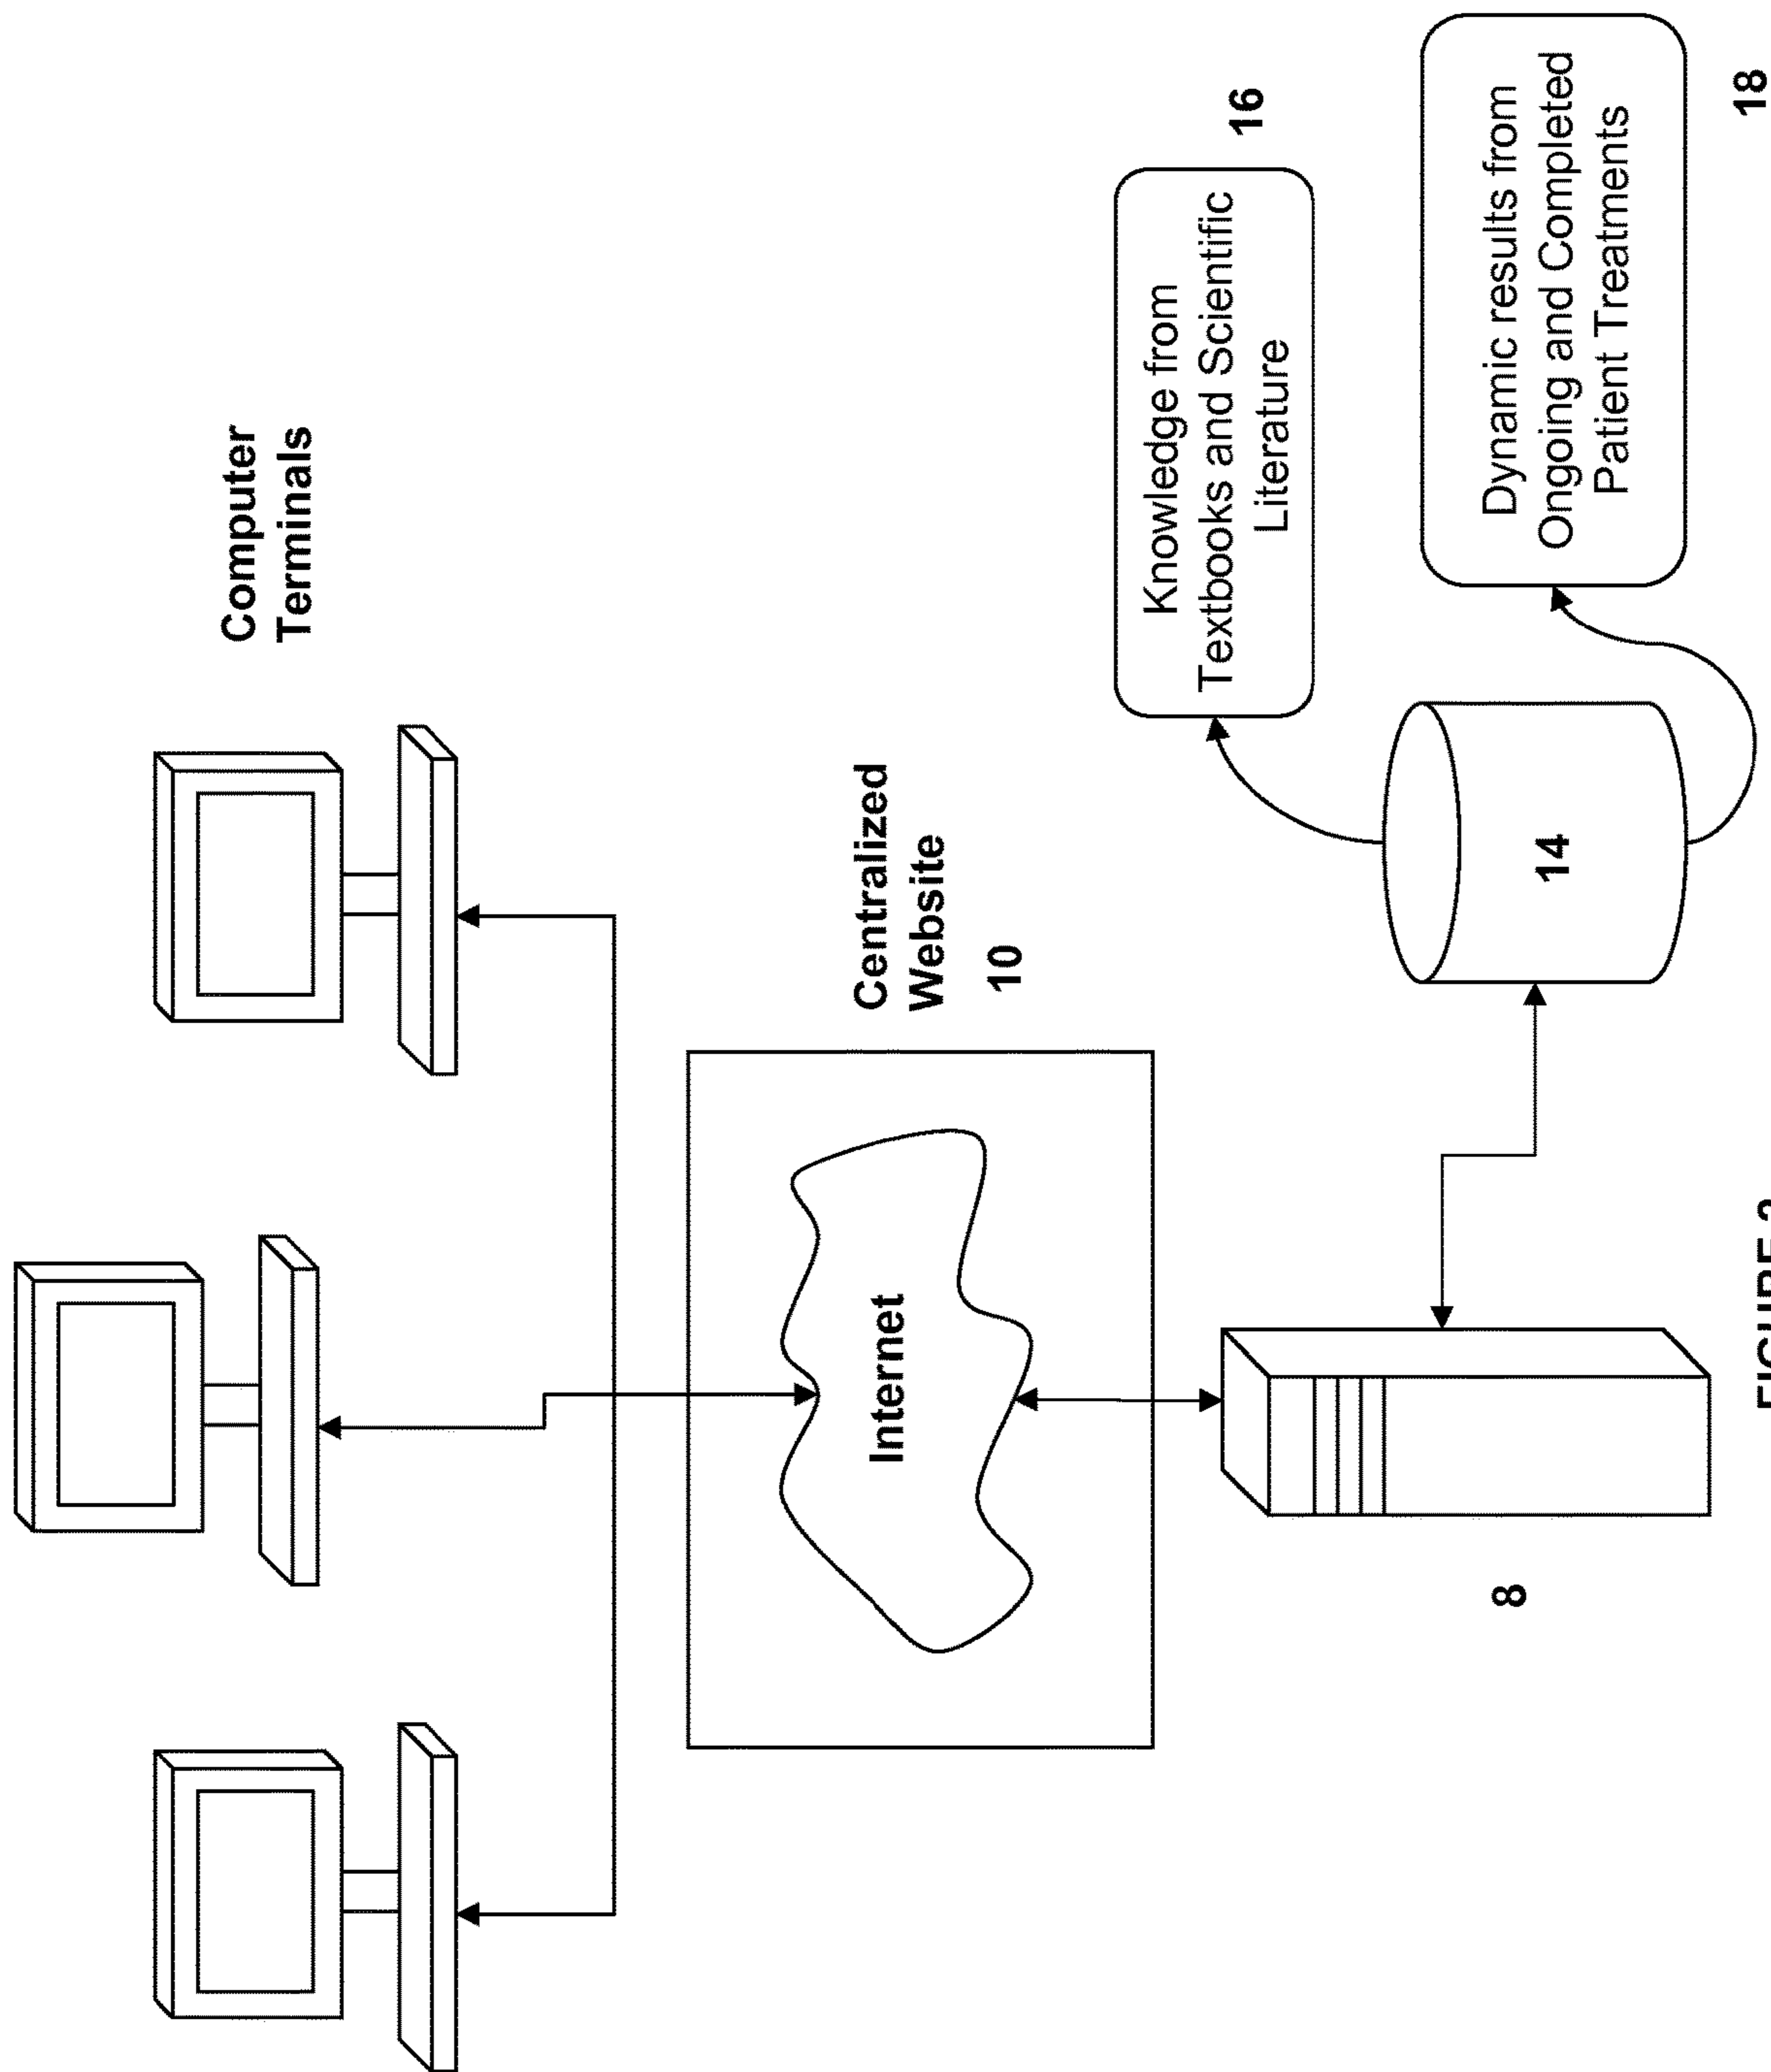 Computer
Terminals
Centralized
Website
10
Internet
Knowledge from
Textbooks and Scientific
Literature
16
8
14
Dynamic results from
Ongoing and Completed
Patient Treatments
18
FIGURE